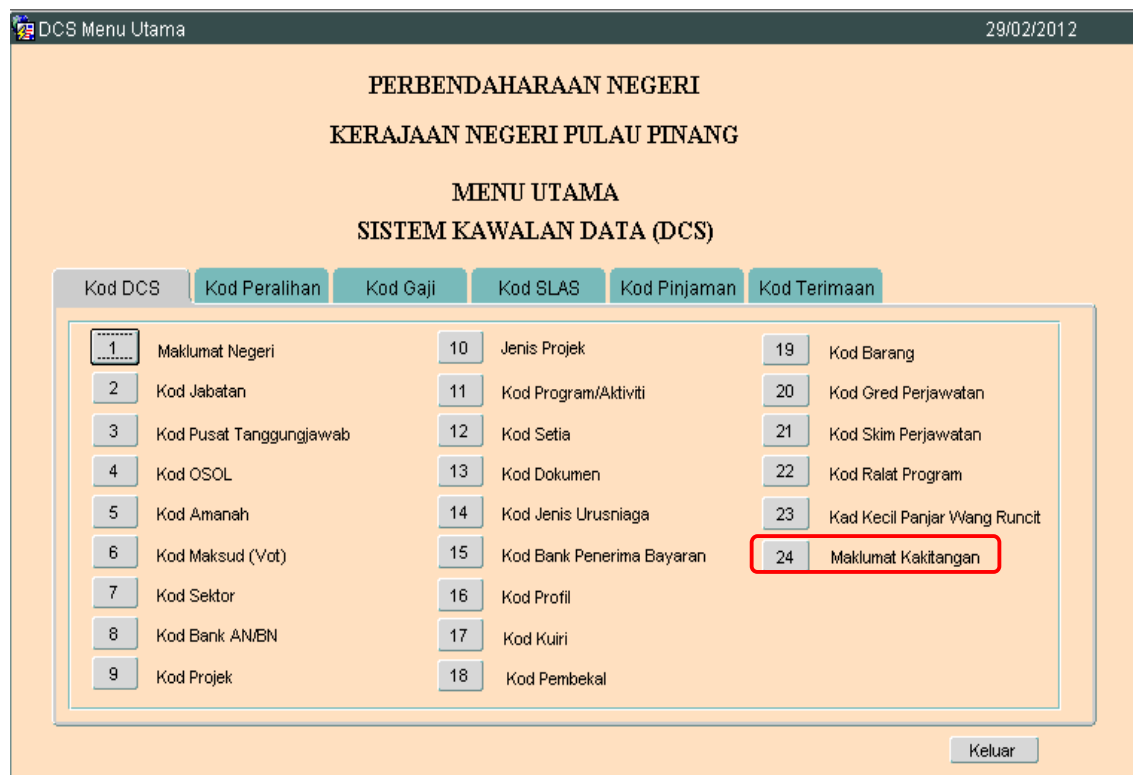 DCS Menu Utama 29/02/2012
PERBENDAHARAAN NEGERI
KERAJAAN NEGERI PULAU PINANG
MENU UTAMA
SISTEM KAWALAN DATA (DCS)
Kod DCS Kod Peralihan Kod Gaji Kod SLAS Kod Pinjaman Kod Terimaan
1 Maklumat Negeri
2 Kod Jabatan
3 Kod Pusat Tanggungjawab
4 Kod OSOL
5 Kod Amanah
6 Kod Maksud (Vot)
7 Kod Sektor
8 Kod Bank AN/BN
9 Kod Projek
10 Jenis Projek
11 Kod Program/Aktiviti
12 Kod Setia
13 Kod Dokumen
14 Kod Jenis Urusniaga
15 Kod Bank Penerima Bayaran
16 Kod Profil
17 Kod Kuiri
18 Kod Pembekal
19 Kod Barang
20 Kod Gred Perjawatan
21 Kod Skim Perjawatan
22 Kod Ralat Program
23 Kad Kecil Panjar Wang Runcit
24 Maklumat Kakitangan
Keluar